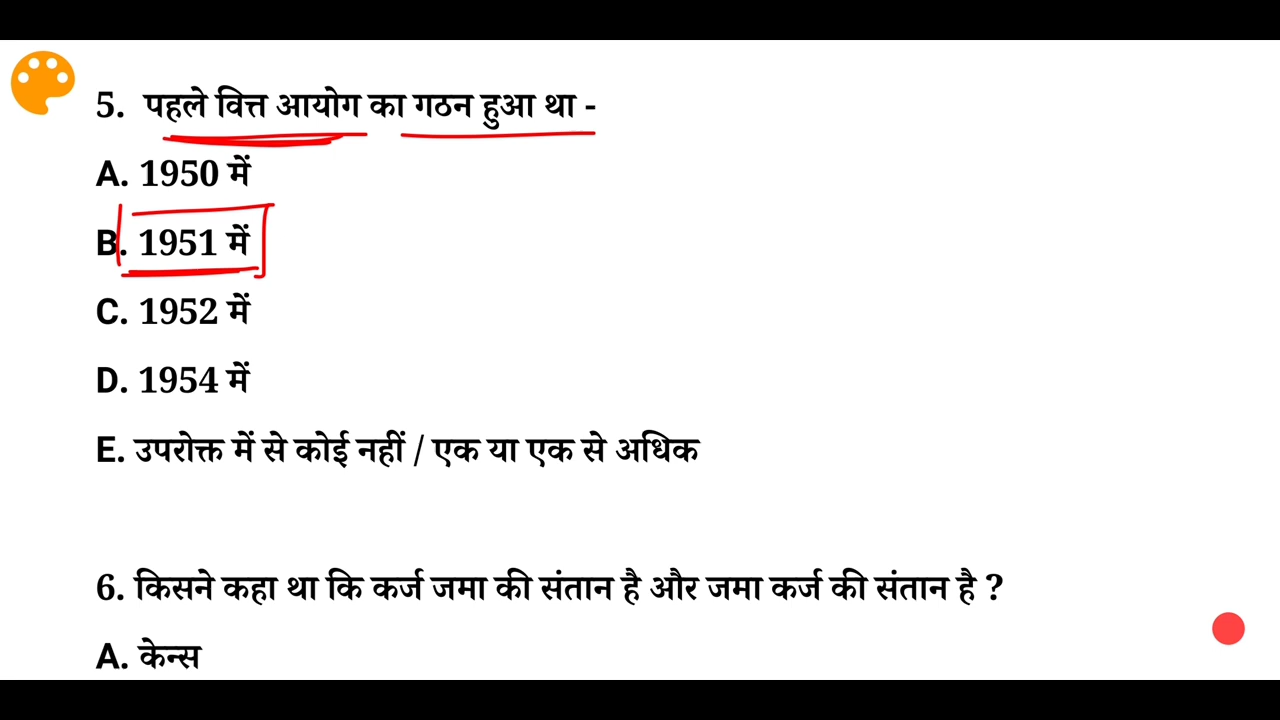 5. पहले वित्त आयोग का गठन हुआ था -
A. 1950 में
B. 1951 में
C. 1952 में
D. 1954 में
E. उपरोक्त में से कोई नहीं / एक या एक से अधिक
6. किसने कहा था कि कर्ज जमा की संतान है और जमा कर्ज की संतान है ?
A. केन्स